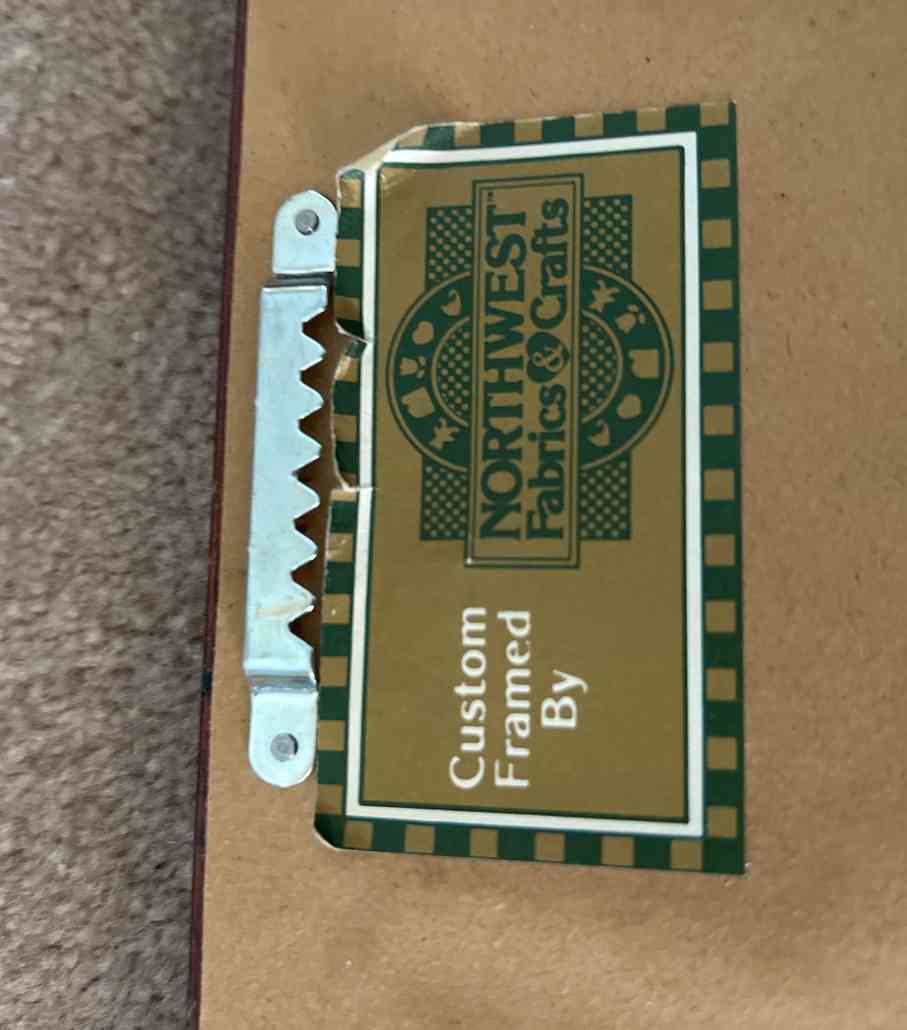 Custom
Framed
By
NORTHWEST™
Fabrics & Crafts